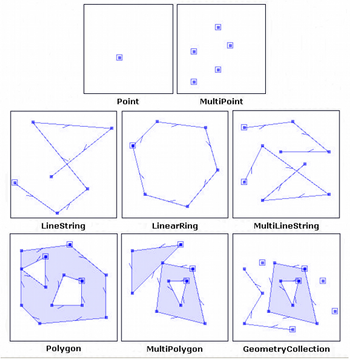 Point
MultiPoint
LineString
LinearRing
MultiLineString
Polygon
MultiPolygon
GeometryCollection